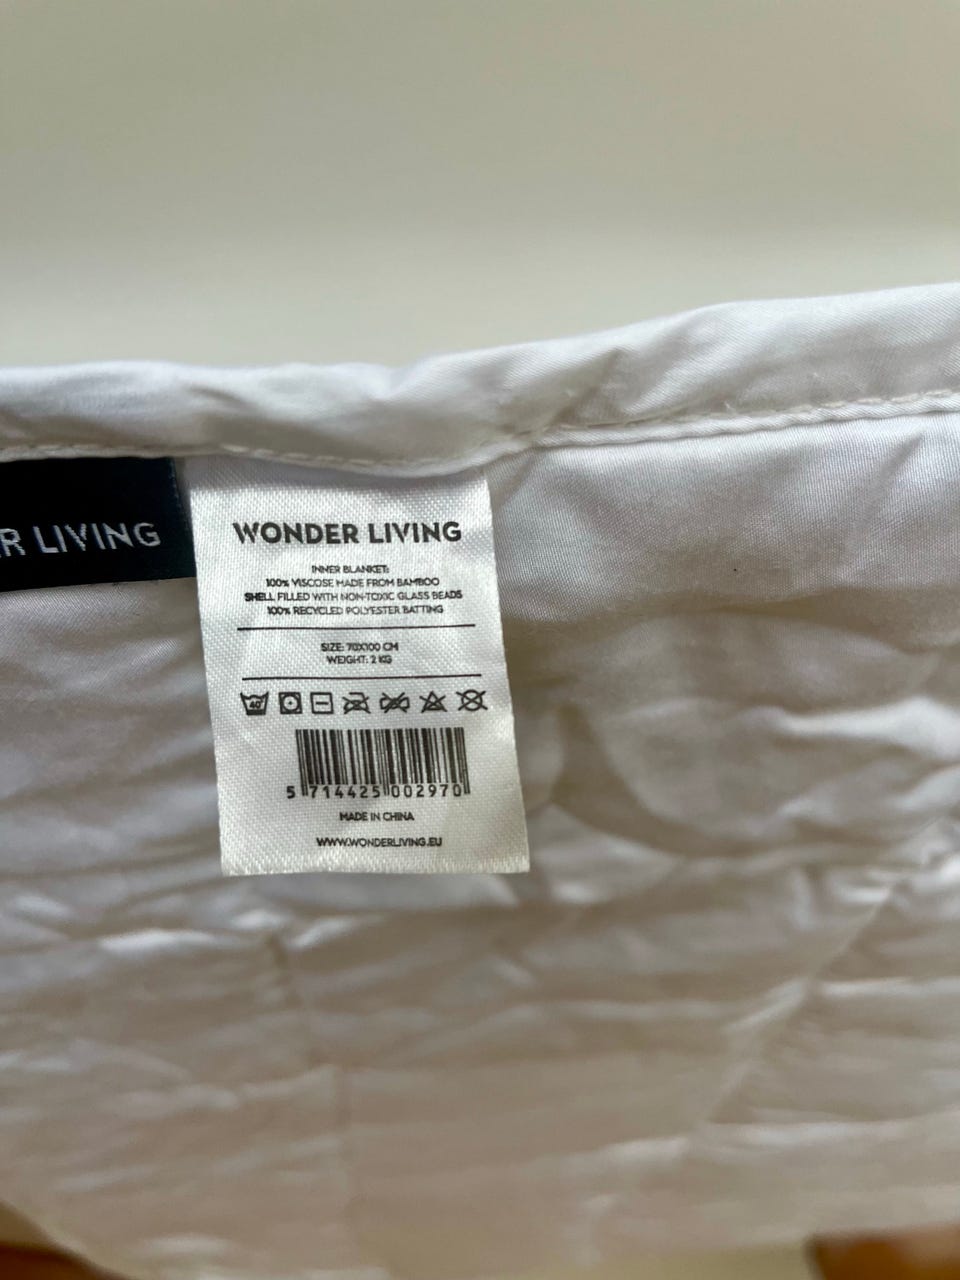 R LIVING
WONDER LIVING
INNER BLANKET:
100% VISCOSE MADE FROM BAMBOO
SHELL FILLED WITH NON-TOXIC GLASS BEADS
100% RECYCLED POLYESTER BATTING
SIZE: 70X100 CM
WEIGHT: 2 KG
40°
5 714425 002970
MADE IN CHINA
WWW.WONDERLIVING.EU